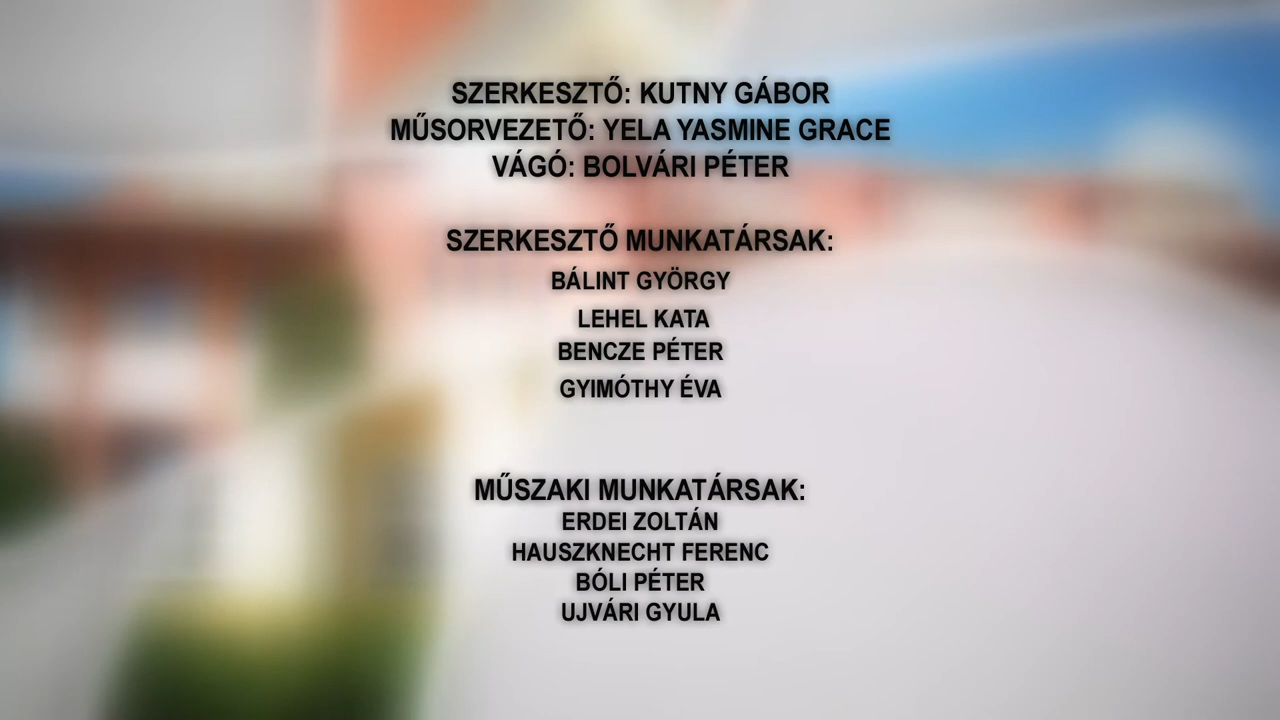 SZERKESZTŐ: KUTNY GÁBOR
MŰSORVEZETŐ: YELA YASMINE GRACE
VÁGÓ: BOLVÁRI PÉTER
SZERKESZTŐ MUNKATÁRSAK:
BÁLINT GYÖRGY
LEHEL KATA
BENCZE PÉTER
GYIMÓTHY ÉVA
MŰSZAKI MUNKATÁRSAK:
ERDEI ZOLTÁN
HAUSZKNECHT FERENC
BÓLI PÉTER
UJVÁRI GYULA